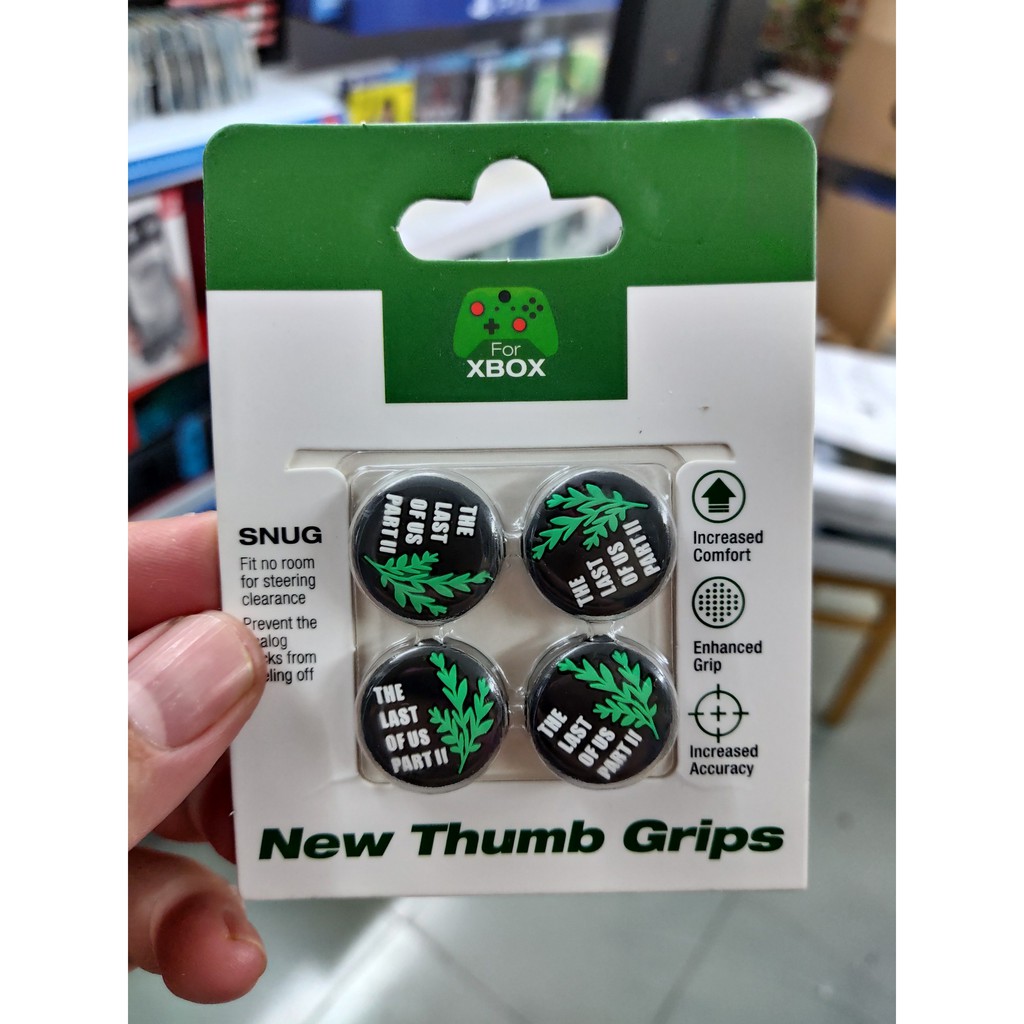 For
XBOX
SNUG
Fit no room
for steering
clearance
Prevent the
from
off
THE
LAST
OF US
PART II
THE
LAST
OF US
PART II
THE
LAST
OF US
PART II
THE
LAST
OF US
PART II
Increased
Comfort
Enhanced
Grip
Increased
Accuracy
New Thumb Grips